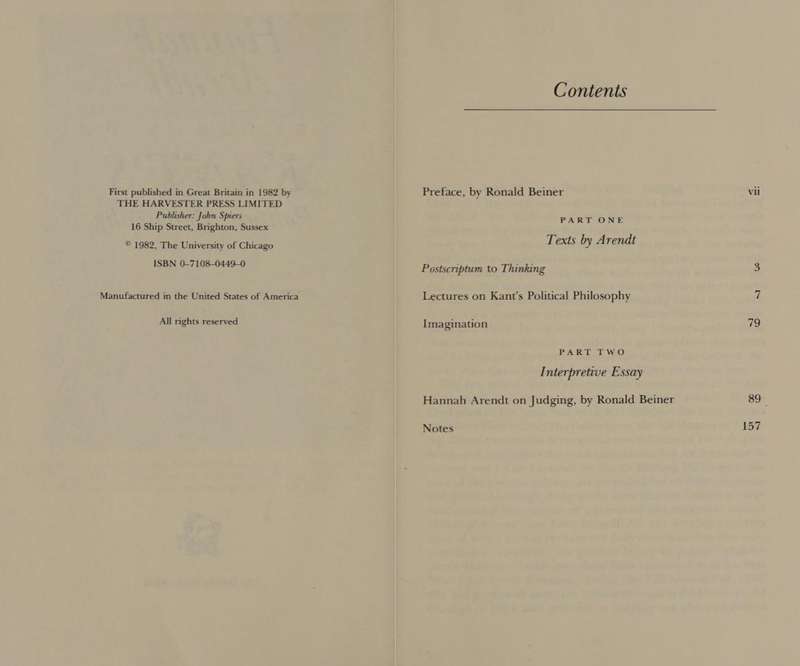 First published in Great Britain in 1982 by
THE HARVESTER PRESS LIMITED
Publisher: John Spiers
16 Ship Street, Brighton, Sussex
© 1982, The University of Chicago
ISBN 0–7108–0449–0
Manufactured in the United States of America
All rights reserved
Contents
Preface, by Ronald Beiner vii
PART ONE
Texts by Arendt
Postscriptum to Thinking 3
Lectures on Kant's Political Philosophy 7
Imagination 79
PART TWO
Interpretive Essay
Hannah Arendt on Judging, by Ronald Beiner 89
Notes 157